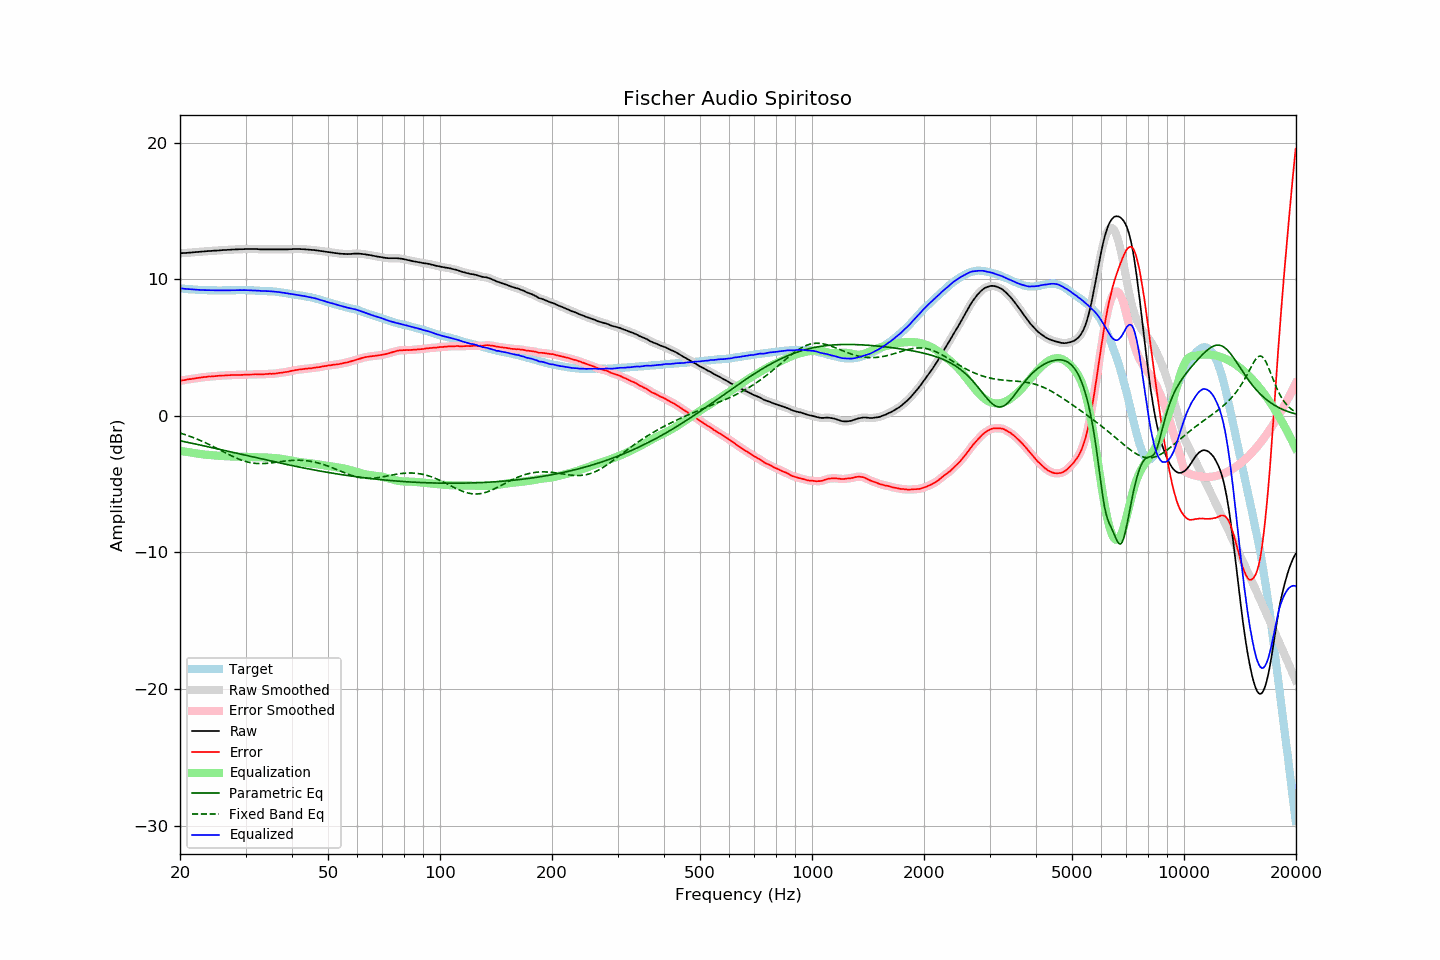 Fischer Audio Spiritoso
20
10
0
−10
−20
−30
Amplitude (dBr)
Target
Raw Smoothed
Error Smoothed
Raw
Error
Equalization
Parametric Eq
Fixed Band Eq
Equalized
20 50 100 200 500 1000 2000 5000 10000 20000
Frequency (Hz)